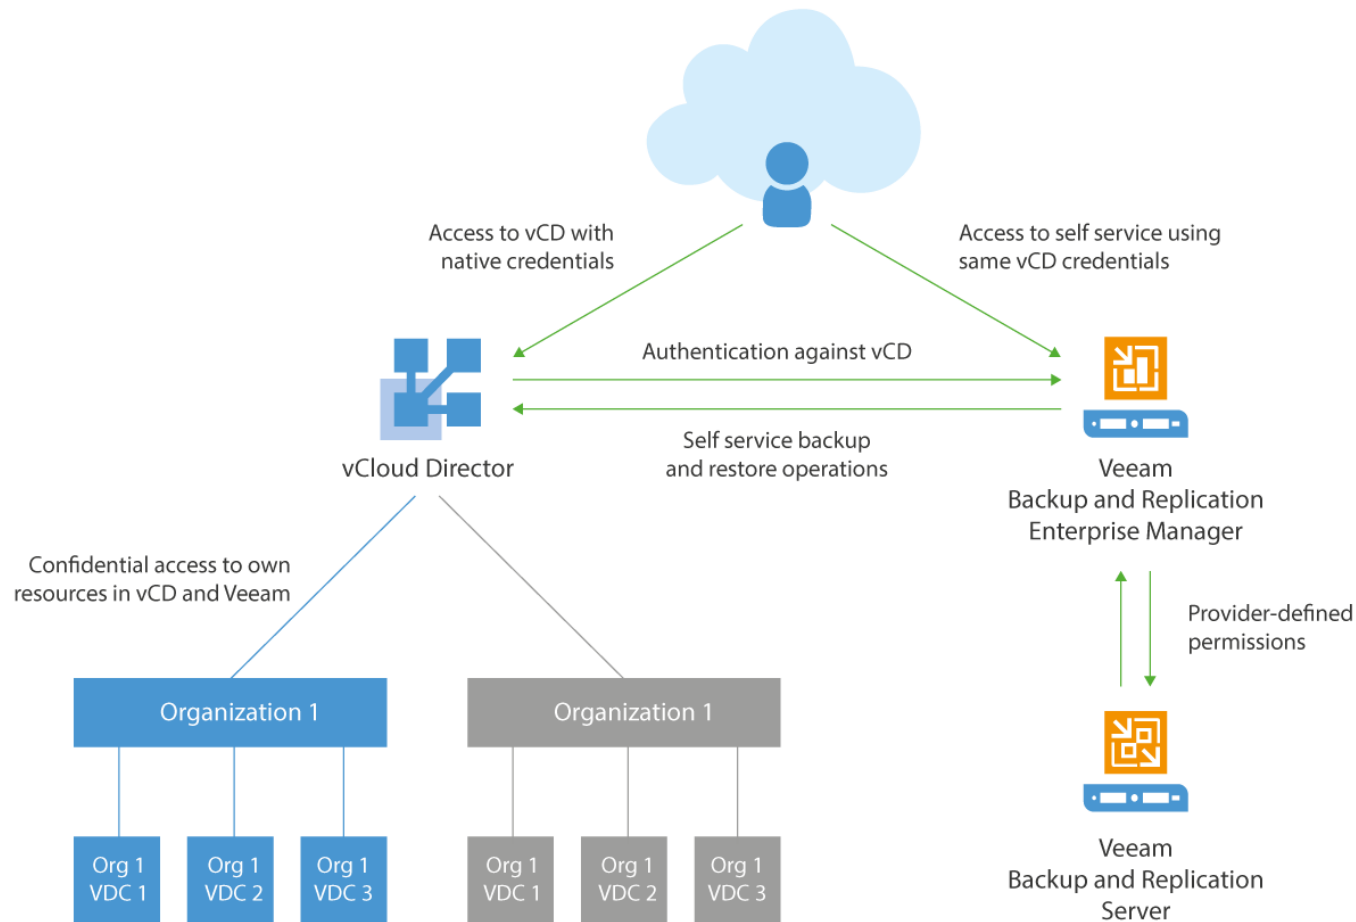 Access to vCD with
native credentials
Access to self service using
same vCD credentials
Authentication against vCD
Self service backup
and restore operations
vCloud Director
Veeam
Backup and Replication
Enterprise Manager
Confidential access to own
resources in vCD and Veeam
Provider-defined
permissions
Organization 1
Organization 1
Org 1
VDC 1
Org 1
VDC 2
Org 1
VDC 3
Org 1
VDC 1
Org 1
VDC 2
Org 1
VDC 3
Veeam
Backup and Replication
Server